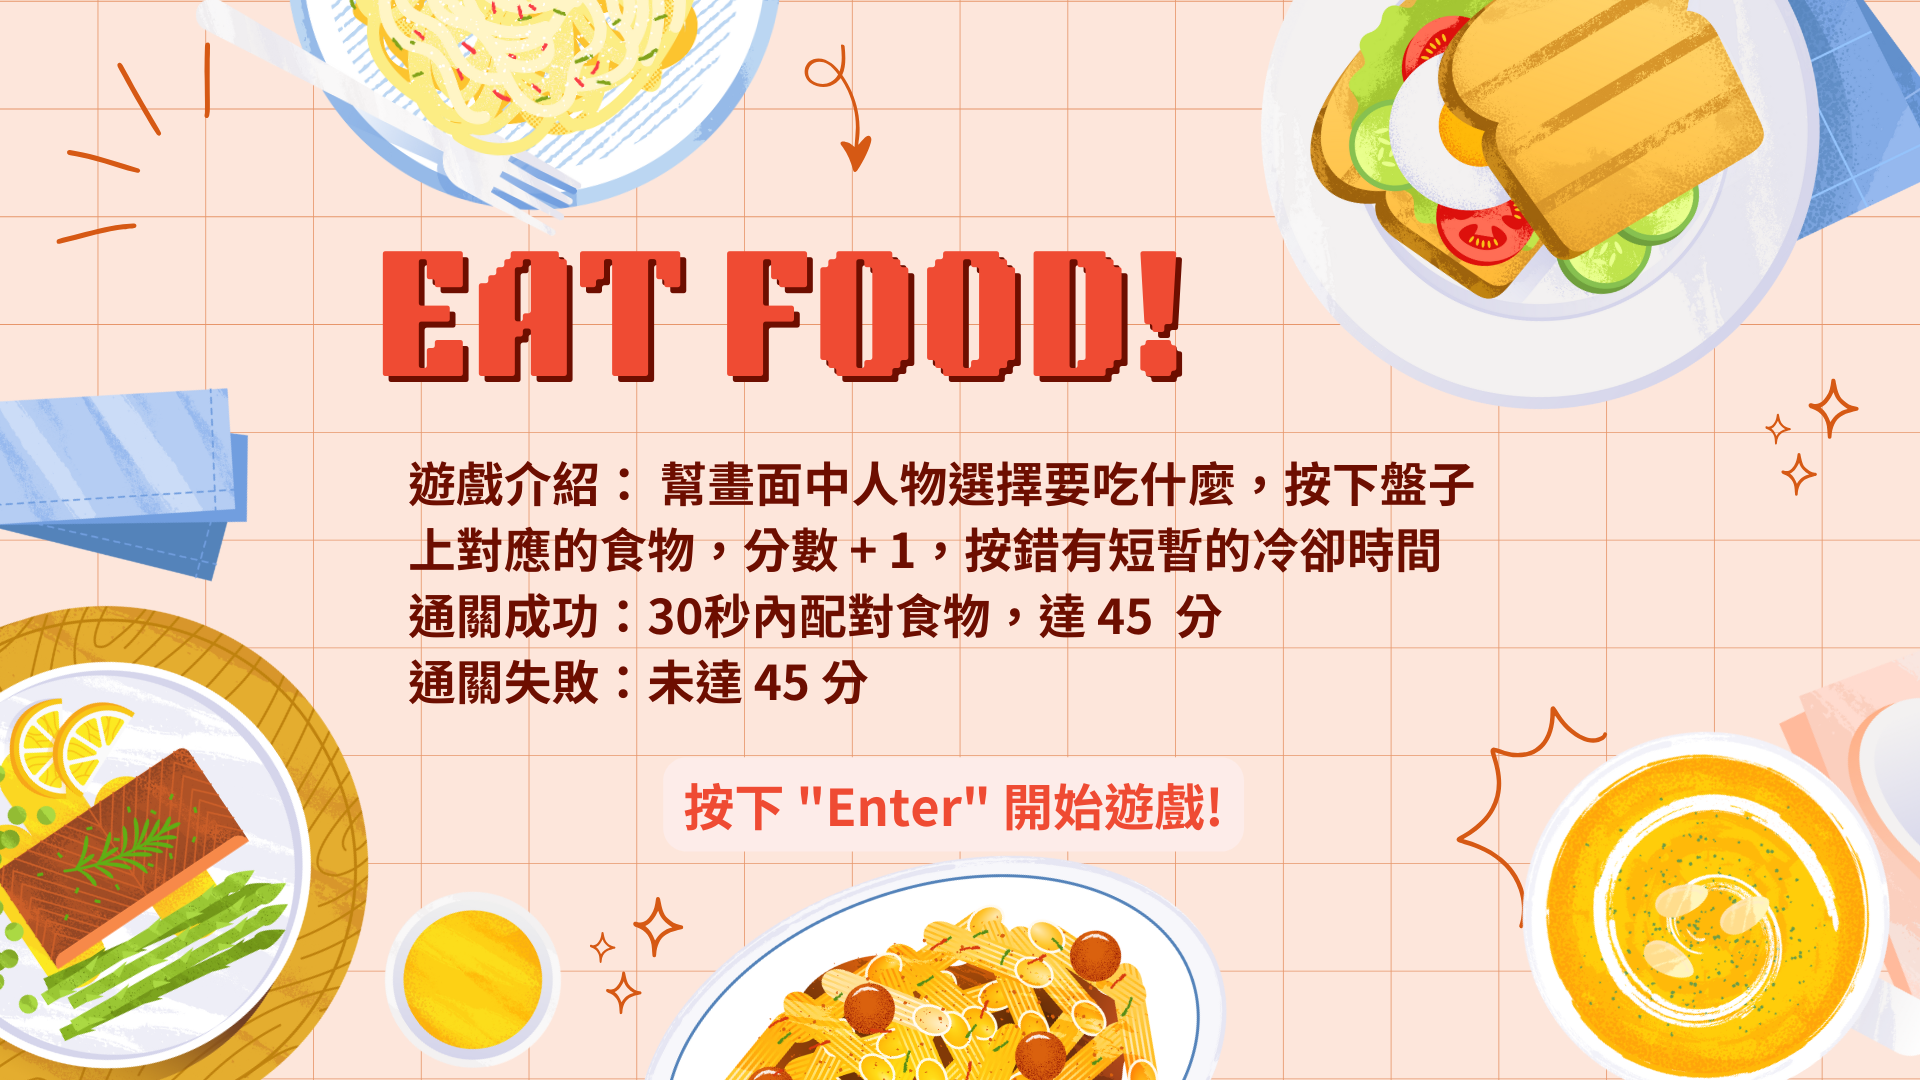 EAT FOOD!
遊戲介紹： 幫畫面中人物選擇要吃什麼，按下盤子
上對應的食物，分數 + 1，按錯有短暫的冷卻時間
通關成功：30秒內配對食物，達 45  分
通關失敗：未達 45 分
按下 "Enter" 開始遊戲!